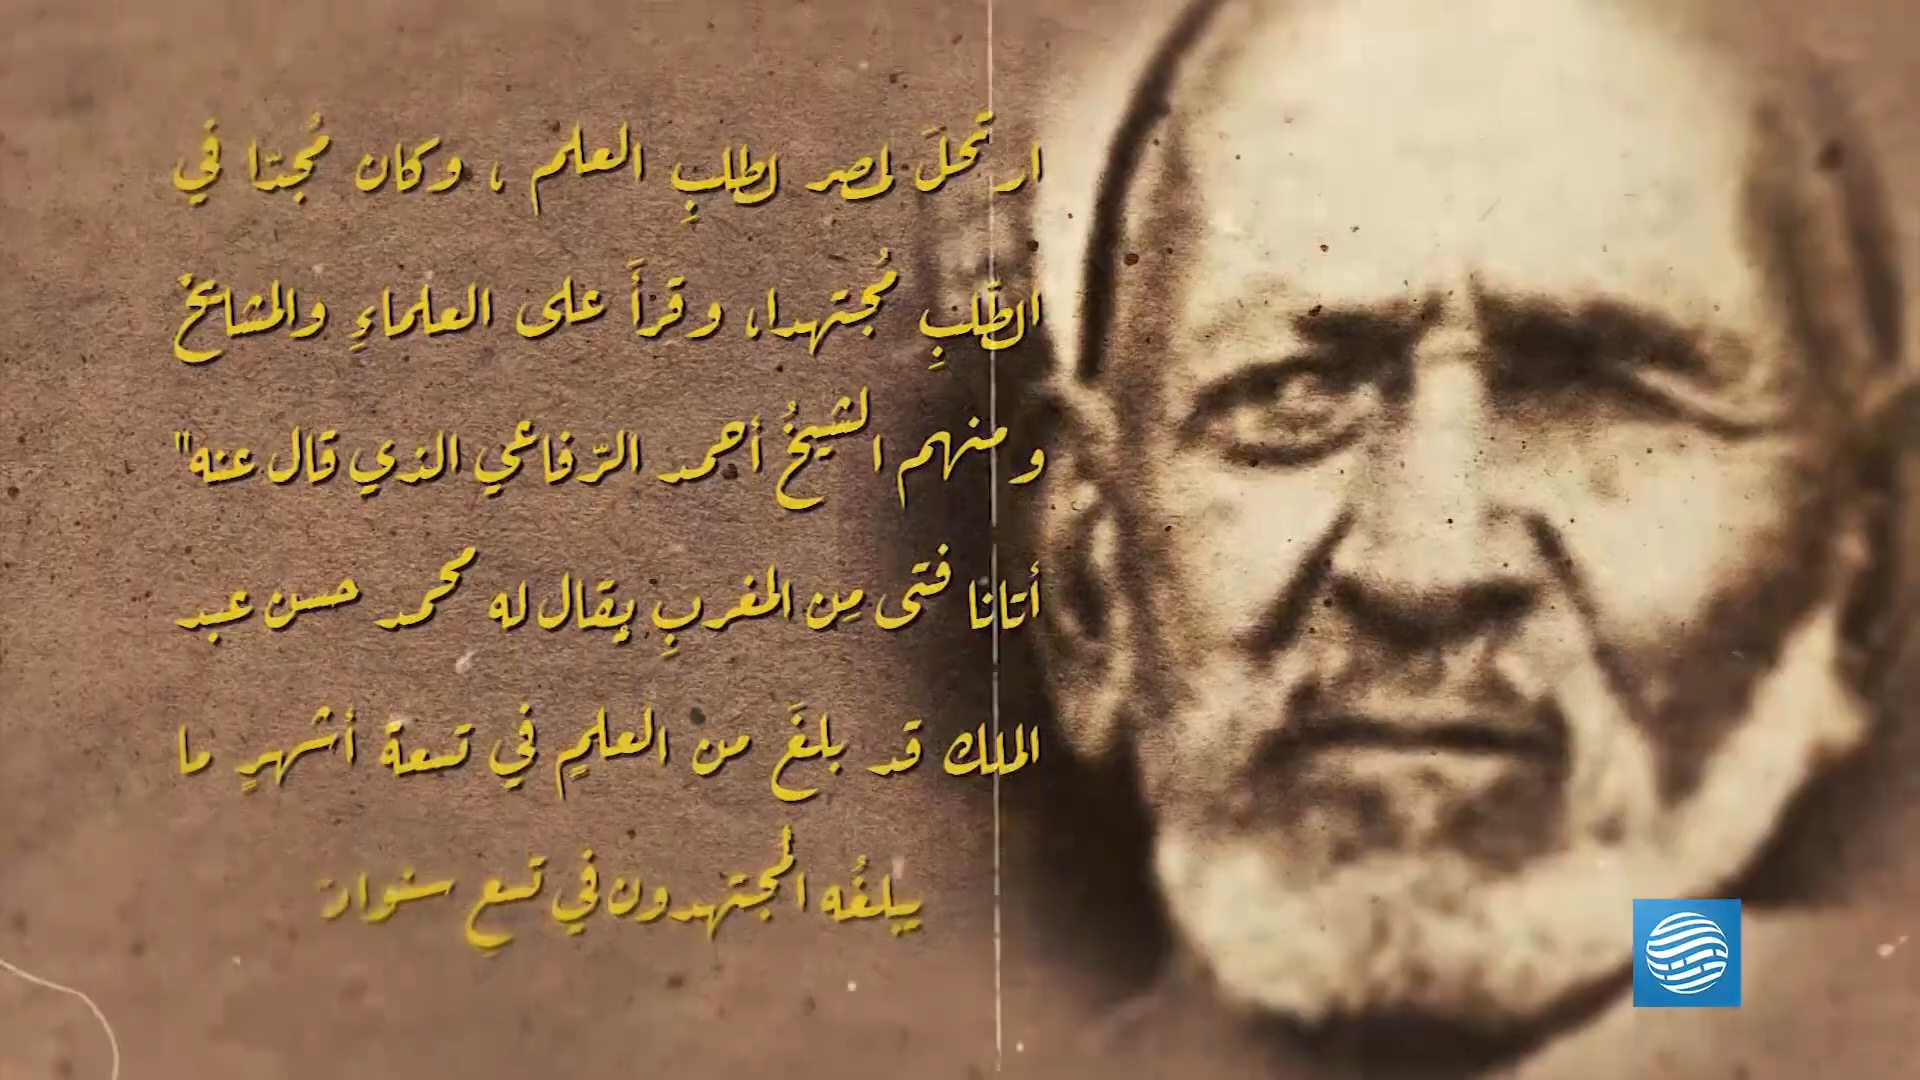 ارتحلَ لمصر لطلبِ العلم ، وكان مُجدّا في
الطّلبِ مُجتهدا، وقرأَ على العلماءِ والمشايخْ
ومنهم الشيخُ أحمد الرّفاعي الذي قال عنه"
أتانا فتى مِن المغربِ يقال له محمد حسن عبد
الملك قد بلغَ من العلمِ في تسعة أشهرٍ ما
يبلغُه المجتهدون في تسعِ سنوات